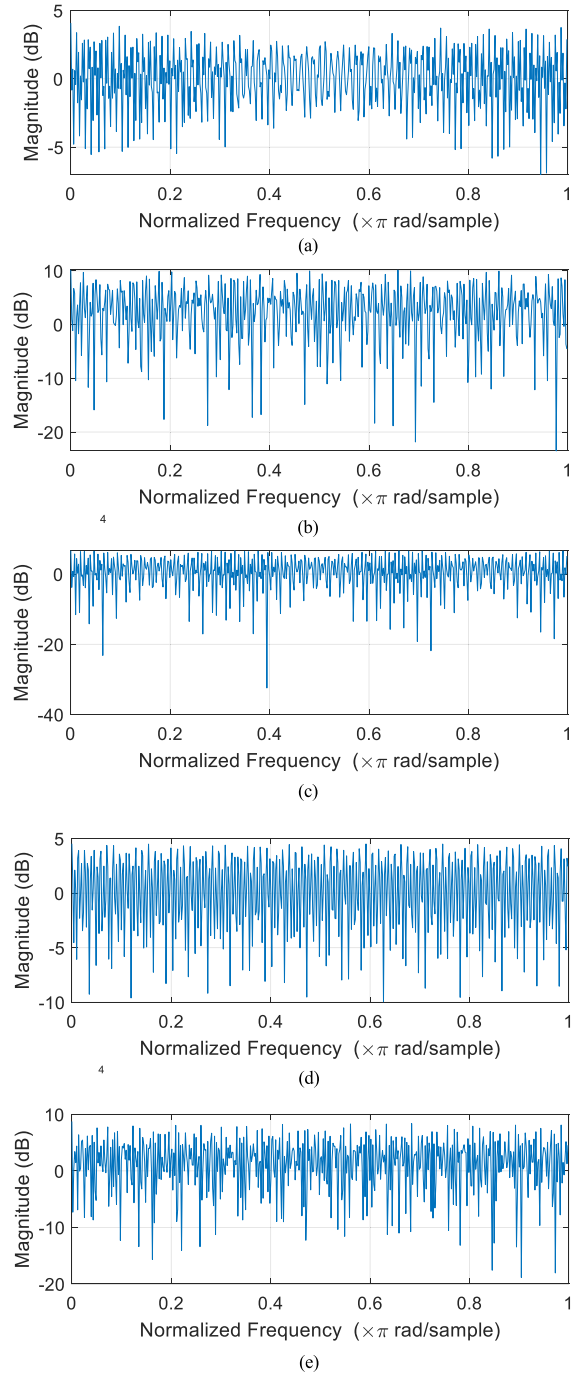 5
0
-5
Magnitude (dB)
0 0.2 0.4 0.6 0.8 1
Normalized Frequency (×π rad/sample)
(a)
10
0
-10
-20
Magnitude (dB)
0 0.2 0.4 0.6 0.8 1
Normalized Frequency (×π rad/sample)
4
(b)
0
-20
-40
Magnitude (dB)
0 0.2 0.4 0.6 0.8 1
Normalized Frequency (×π rad/sample)
(c)
5
0
-5
-10
Magnitude (dB)
0 0.2 0.4 0.6 0.8 1
Normalized Frequency (×π rad/sample)
4
(d)
10
0
-10
-20
Magnitude (dB)
0 0.2 0.4 0.6 0.8 1
Normalized Frequency (×π rad/sample)
(e)